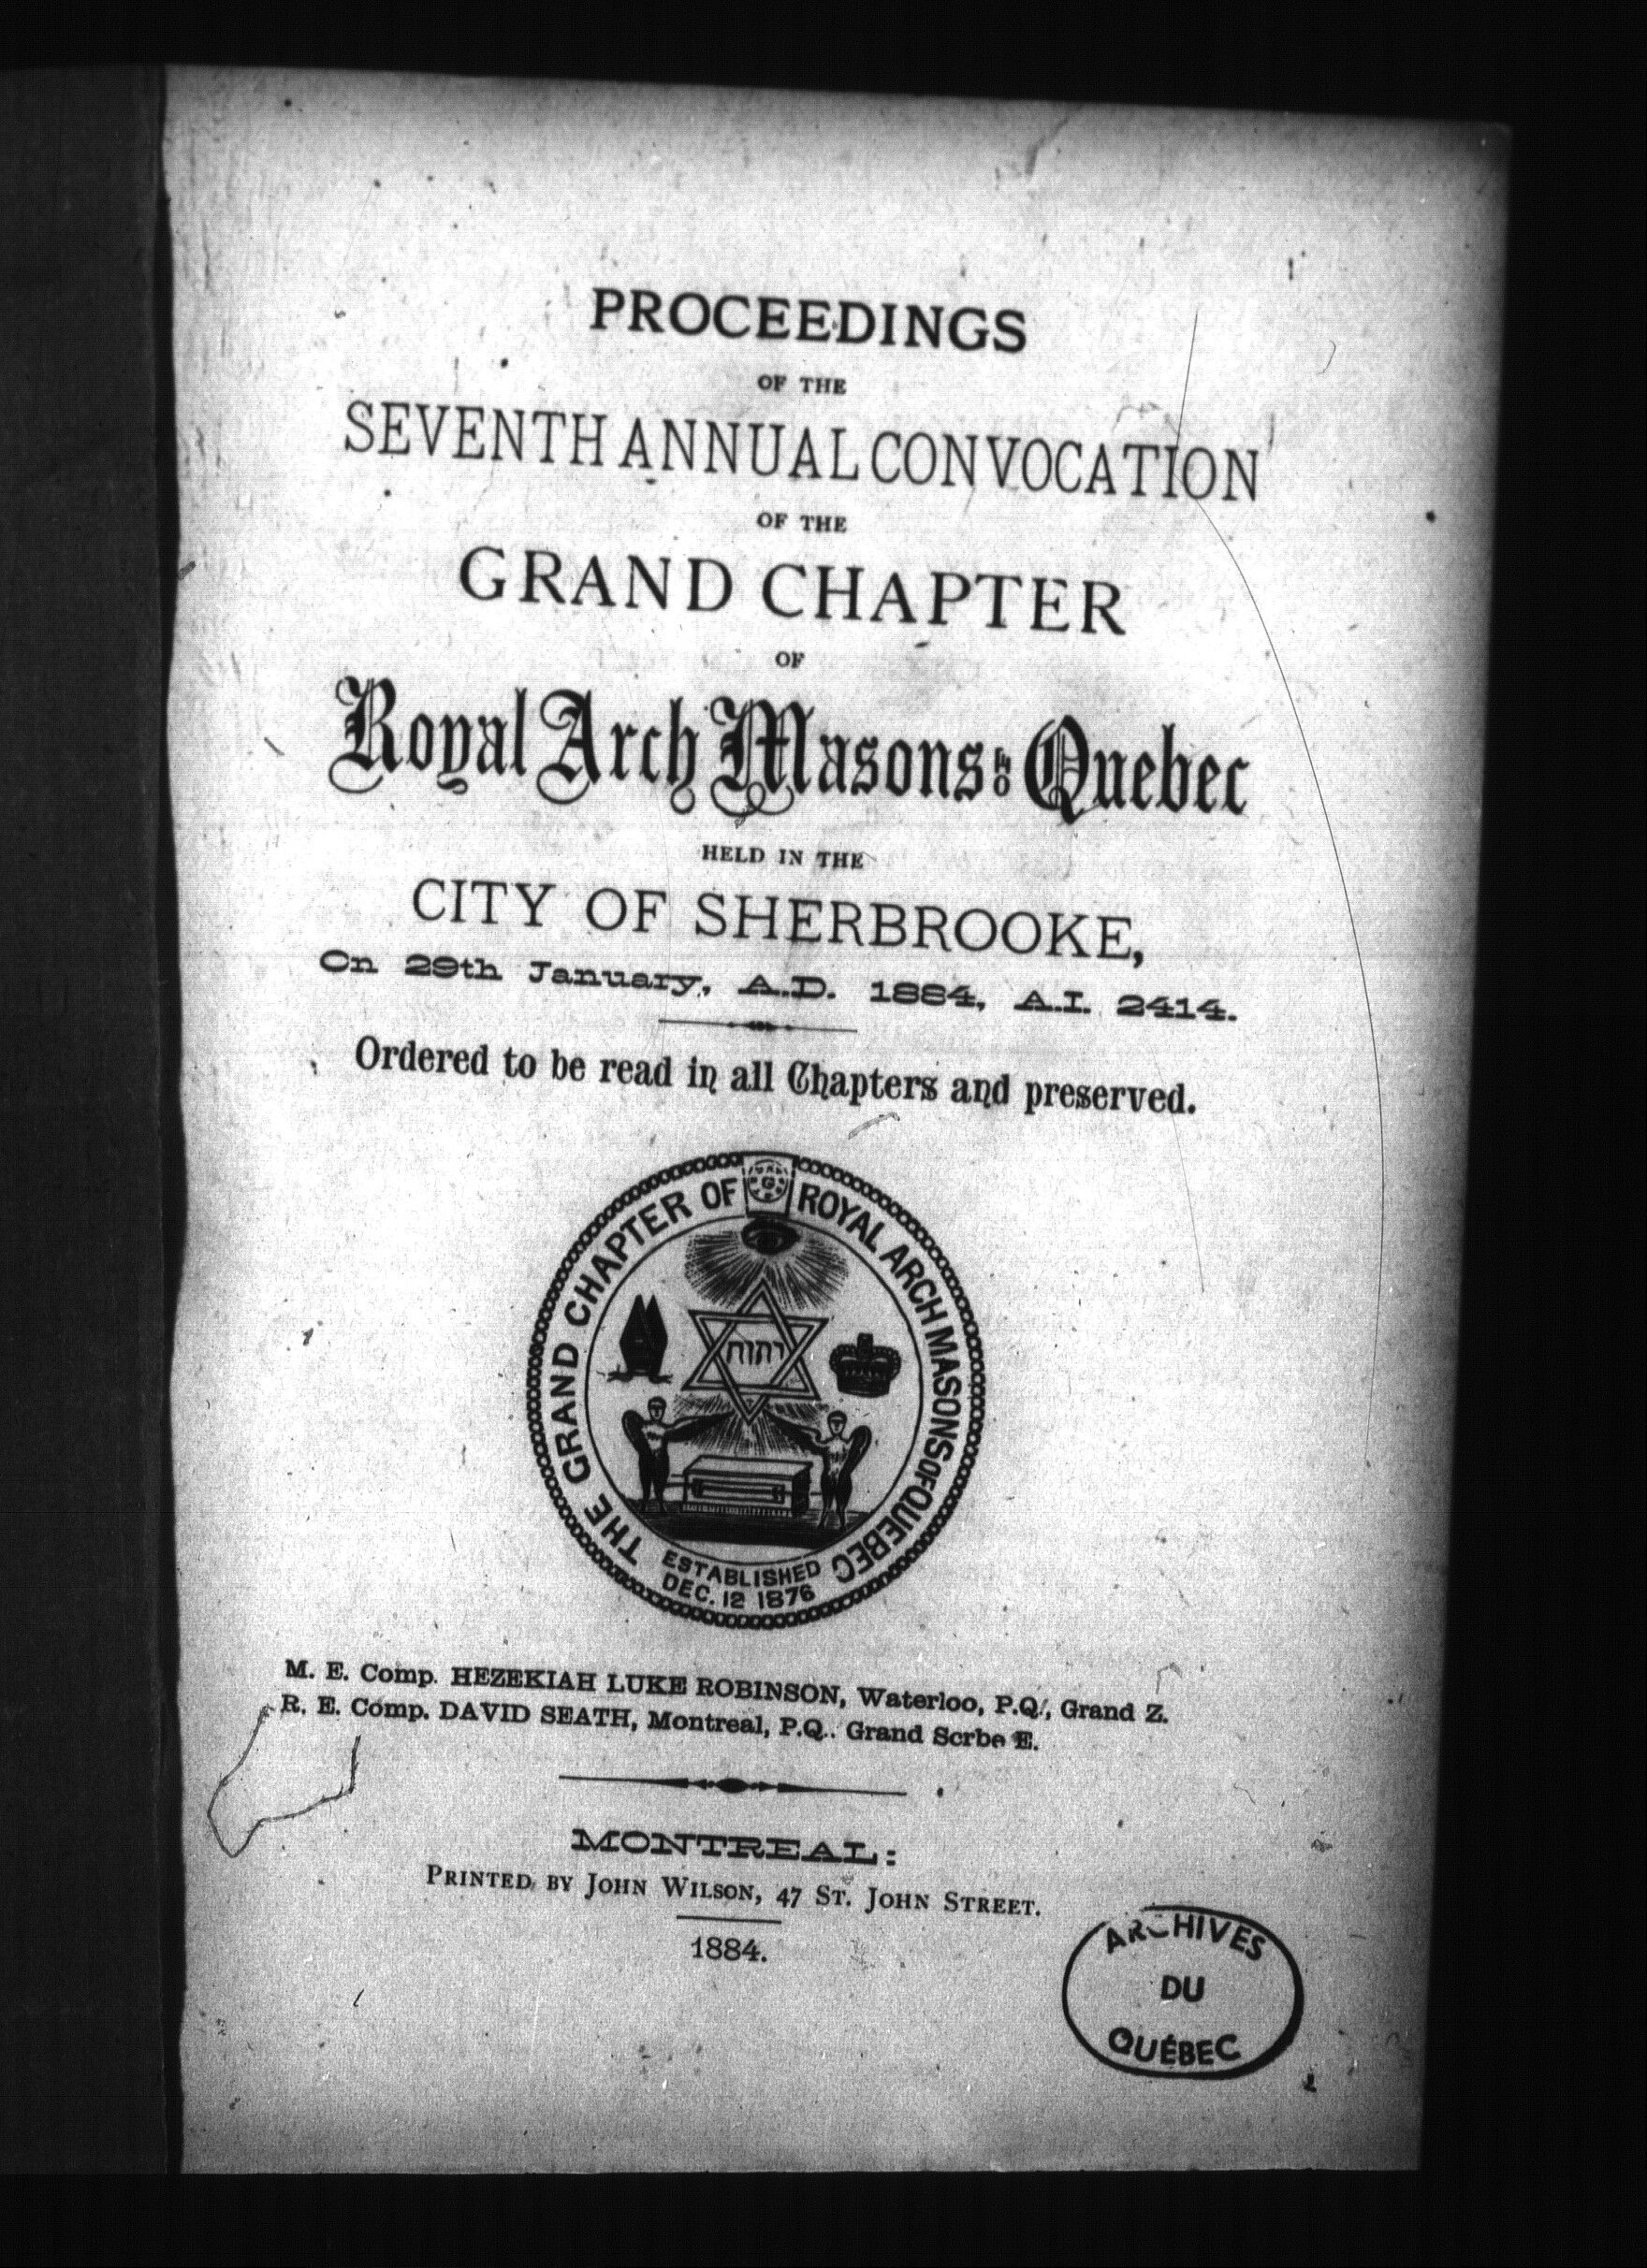 PROCEEDINGS
OF THE
SEVENTH ANNUAL CONVOCATION
OF THE
GRAND CHAPTER
OF
Royal Arch Masons of Quebec
HELD IN THE
CITY OF SHERBROOKE,
On 29th January, A.D. 1884, A.I. 2414.
Ordered to be read in all Chapters and preserved.
THE GRAND CHAPTER OF ROYAL ARCH MASONS OF QUEBEC
G
ESTABLISHED
DEC. 12 1876
M. E. Comp. HEZEKIAH LUKE ROBINSON, Waterloo, P.Q., Grand Z.
R. E. Comp. DAVID SEATH, Montreal, P.Q.. Grand Scrbe E.
MONTREAL:
PRINTED BY JOHN WILSON, 47 ST. JOHN STREET.
1884.
ARCHIVES
DU
QUÉBEC